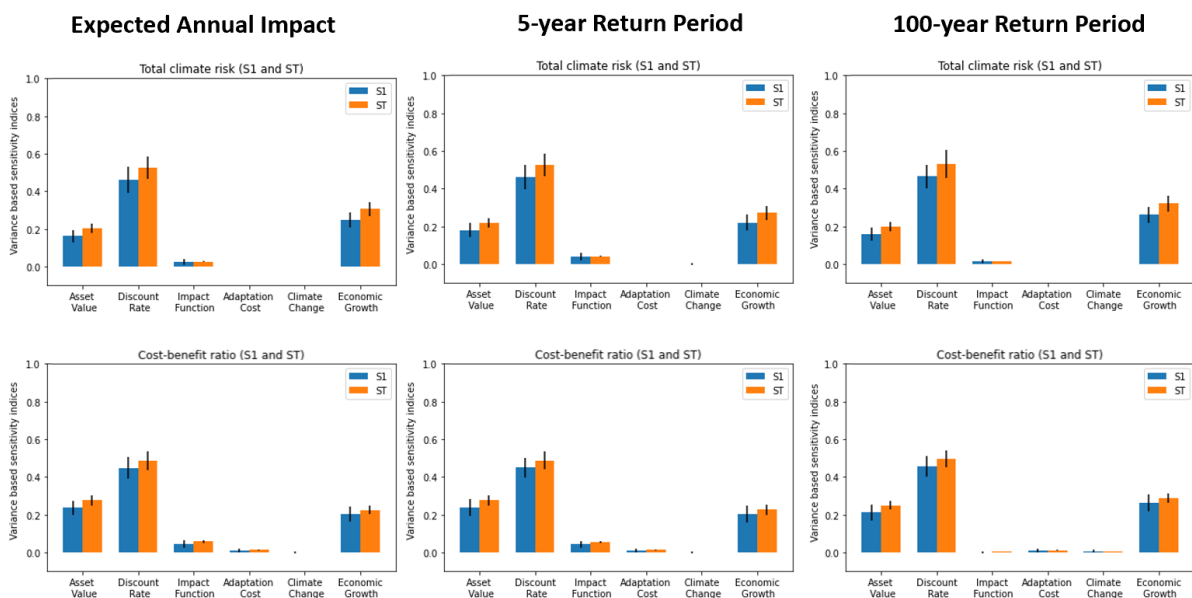 Expected Annual Impact
5-year Return Period
100-year Return Period
Total climate risk (S1 and ST)
Variance based sensitivity indices
1.0
0.8
0.6
0.4
0.2
0.0
S1
ST
Asset Discount Impact Adaptation Climate Economic
Value Rate Function Cost Change Growth
Total climate risk (S1 and ST)
Variance based sensitivity indices
1.0
0.8
0.6
0.4
0.2
0.0
S1
ST
Asset Discount Impact Adaptation Climate Economic
Value Rate Function Cost Change Growth
Total climate risk (S1 and ST)
Variance based sensitivity indices
1.0
0.8
0.6
0.4
0.2
0.0
S1
ST
Asset Discount Impact Adaptation Climate Economic
Value Rate Function Cost Change Growth
Cost-benefit ratio (S1 and ST)
Variance based sensitivity indices
1.0
0.8
0.6
0.4
0.2
0.0
S1
ST
Asset Discount Impact Adaptation Climate Economic
Value Rate Function Cost Change Growth
Cost-benefit ratio (S1 and ST)
Variance based sensitivity indices
1.0
0.8
0.6
0.4
0.2
0.0
S1
ST
Asset Discount Impact Adaptation Climate Economic
Value Rate Function Cost Change Growth
Cost-benefit ratio (S1 and ST)
Variance based sensitivity indices
1.0
0.8
0.6
0.4
0.2
0.0
S1
ST
Asset Discount Impact Adaptation Climate Economic
Value Rate Function Cost Change Growth